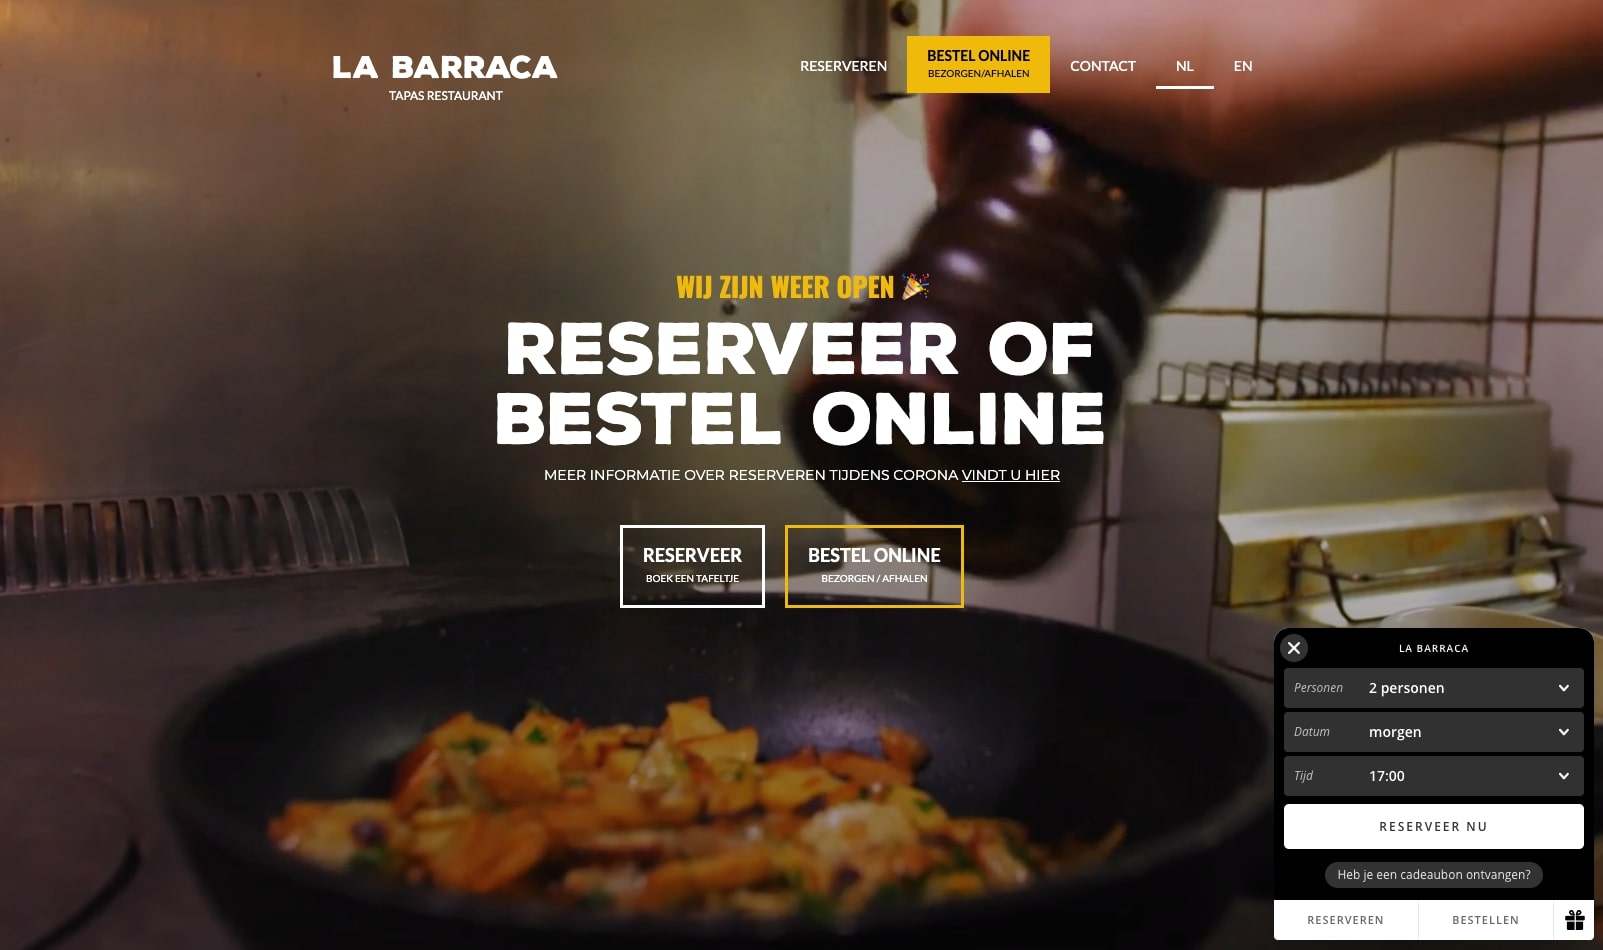 LA BARRACA
TAPAS RESTAURANT
RESERVEREN
BESTEL ONLINE
BEZORGEN/AFHALEN
CONTACT
NL
EN
WIJ ZIJN WEER OPEN 🎉
RESERVEER OF
BESTEL ONLINE
MEER INFORMATIE OVER RESERVEREN TIJDENS CORONA VINDT U HIER
RESERVEER
BOEK EEN TAFELTJE
BESTEL ONLINE
BEZORGEN / AFHALEN
LA BARRACA
Personen 2 personen
Datum morgen
Tijd 17:00
RESERVEER NU
Heb je een cadeaubon ontvangen?
RESERVEREN
BESTELLEN